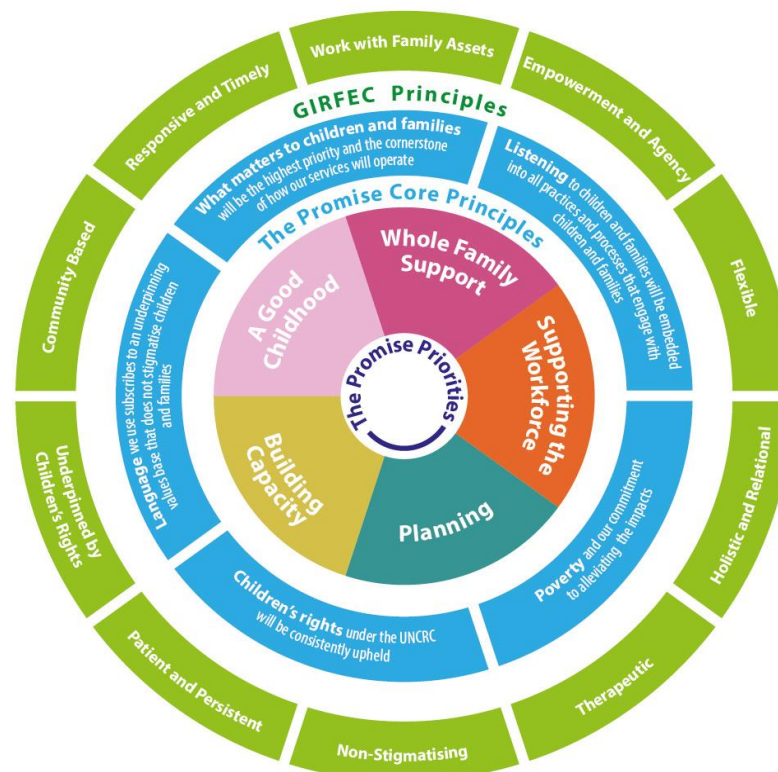 Work with Family Assets
Empowerment and Agency
Flexible
Holistic and Relational
Therapeutic
Non-Stigmatising
Patient and Persistent
Underpinned by
Children's Rights
Community Based
Responsive and Timely
GIRFEC Principles
What matters to children and families
will be the highest priority and the cornerstone
of how our services will operate
Listening to children and families will be embedded
into all practices and processes that engage with
children and families
Poverty and our commitment
to alleviating the impacts
Children's rights under the UNCRC
will be consistently upheld
Language we use subscribes to an underpinning
values base that does not stigmatise children
and families
The Promise Core Principles
Whole Family
Support
Supporting the
Workforce
Planning
Building
Capacity
A Good
Childhood
The Promise Priorities